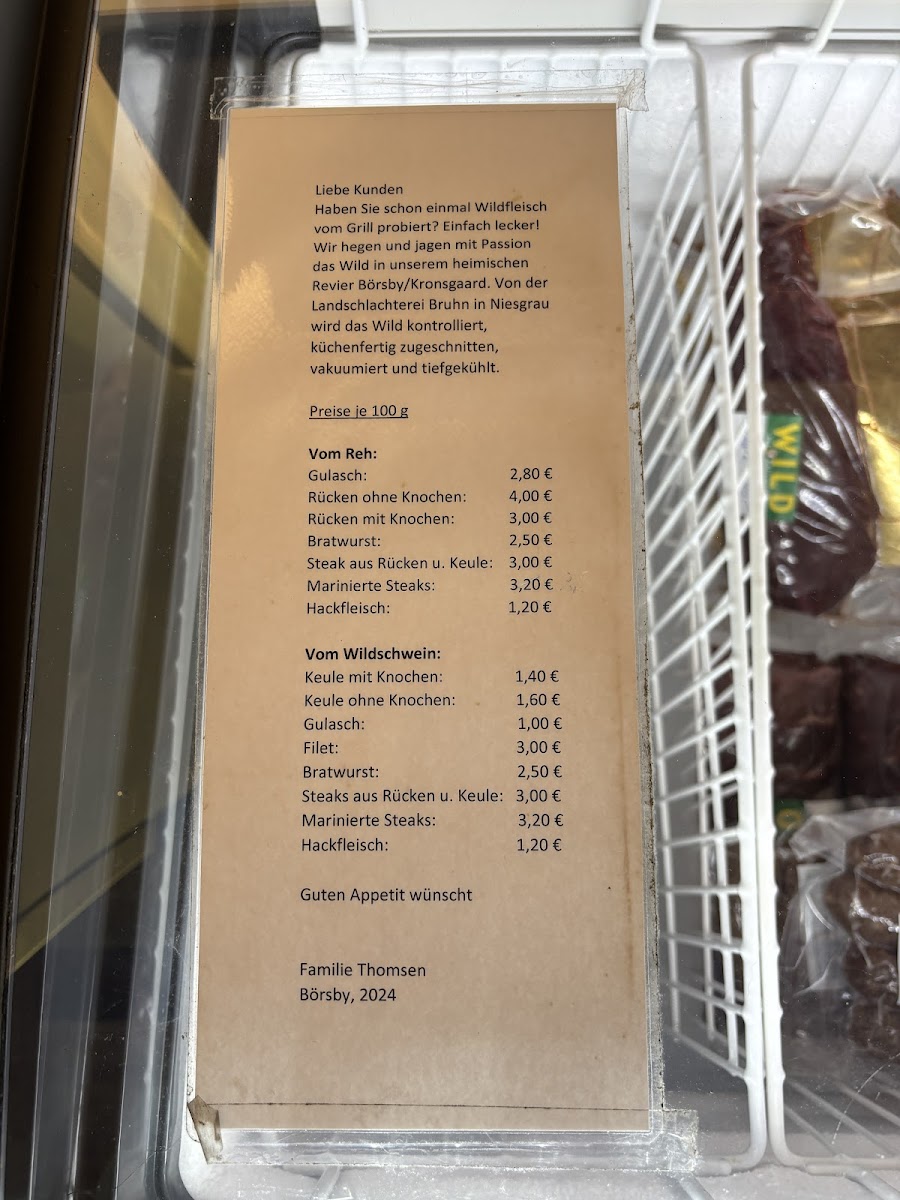 Liebe Kunden
Haben Sie schon einmal Wildfleisch
vom Grill probiert? Einfach lecker!
Wir hegen und jagen mit Passion
das Wild in unserem heimischen
Revier Börsby/Kronsgaard. Von der
Landschlachterei Bruhn in Niesgrau
wird das Wild kontrolliert,
küchenfertig zugeschnitten,
vakuumiert und tiefgekühlt.
Preise je 100 g
Vom Reh:
Gulasch: 2,80 €
Rücken ohne Knochen: 4,00 €
Rücken mit Knochen: 3,00 €
Bratwurst: 2,50 €
Steak aus Rücken u. Keule: 3,00 €
Marinierte Steaks: 3,20 €
Hackfleisch: 1,20 €
Vom Wildschwein:
Keule mit Knochen: 1,40 €
Keule ohne Knochen: 1,60 €
Gulasch: 1,00 €
Filet: 3,00 €
Bratwurst: 2,50 €
Steaks aus Rücken u. Keule: 3,00 €
Marinierte Steaks: 3,20 €
Hackfleisch: 1,20 €
Guten Appetit wünscht
Familie Thomsen
Börsby, 2024
WILD